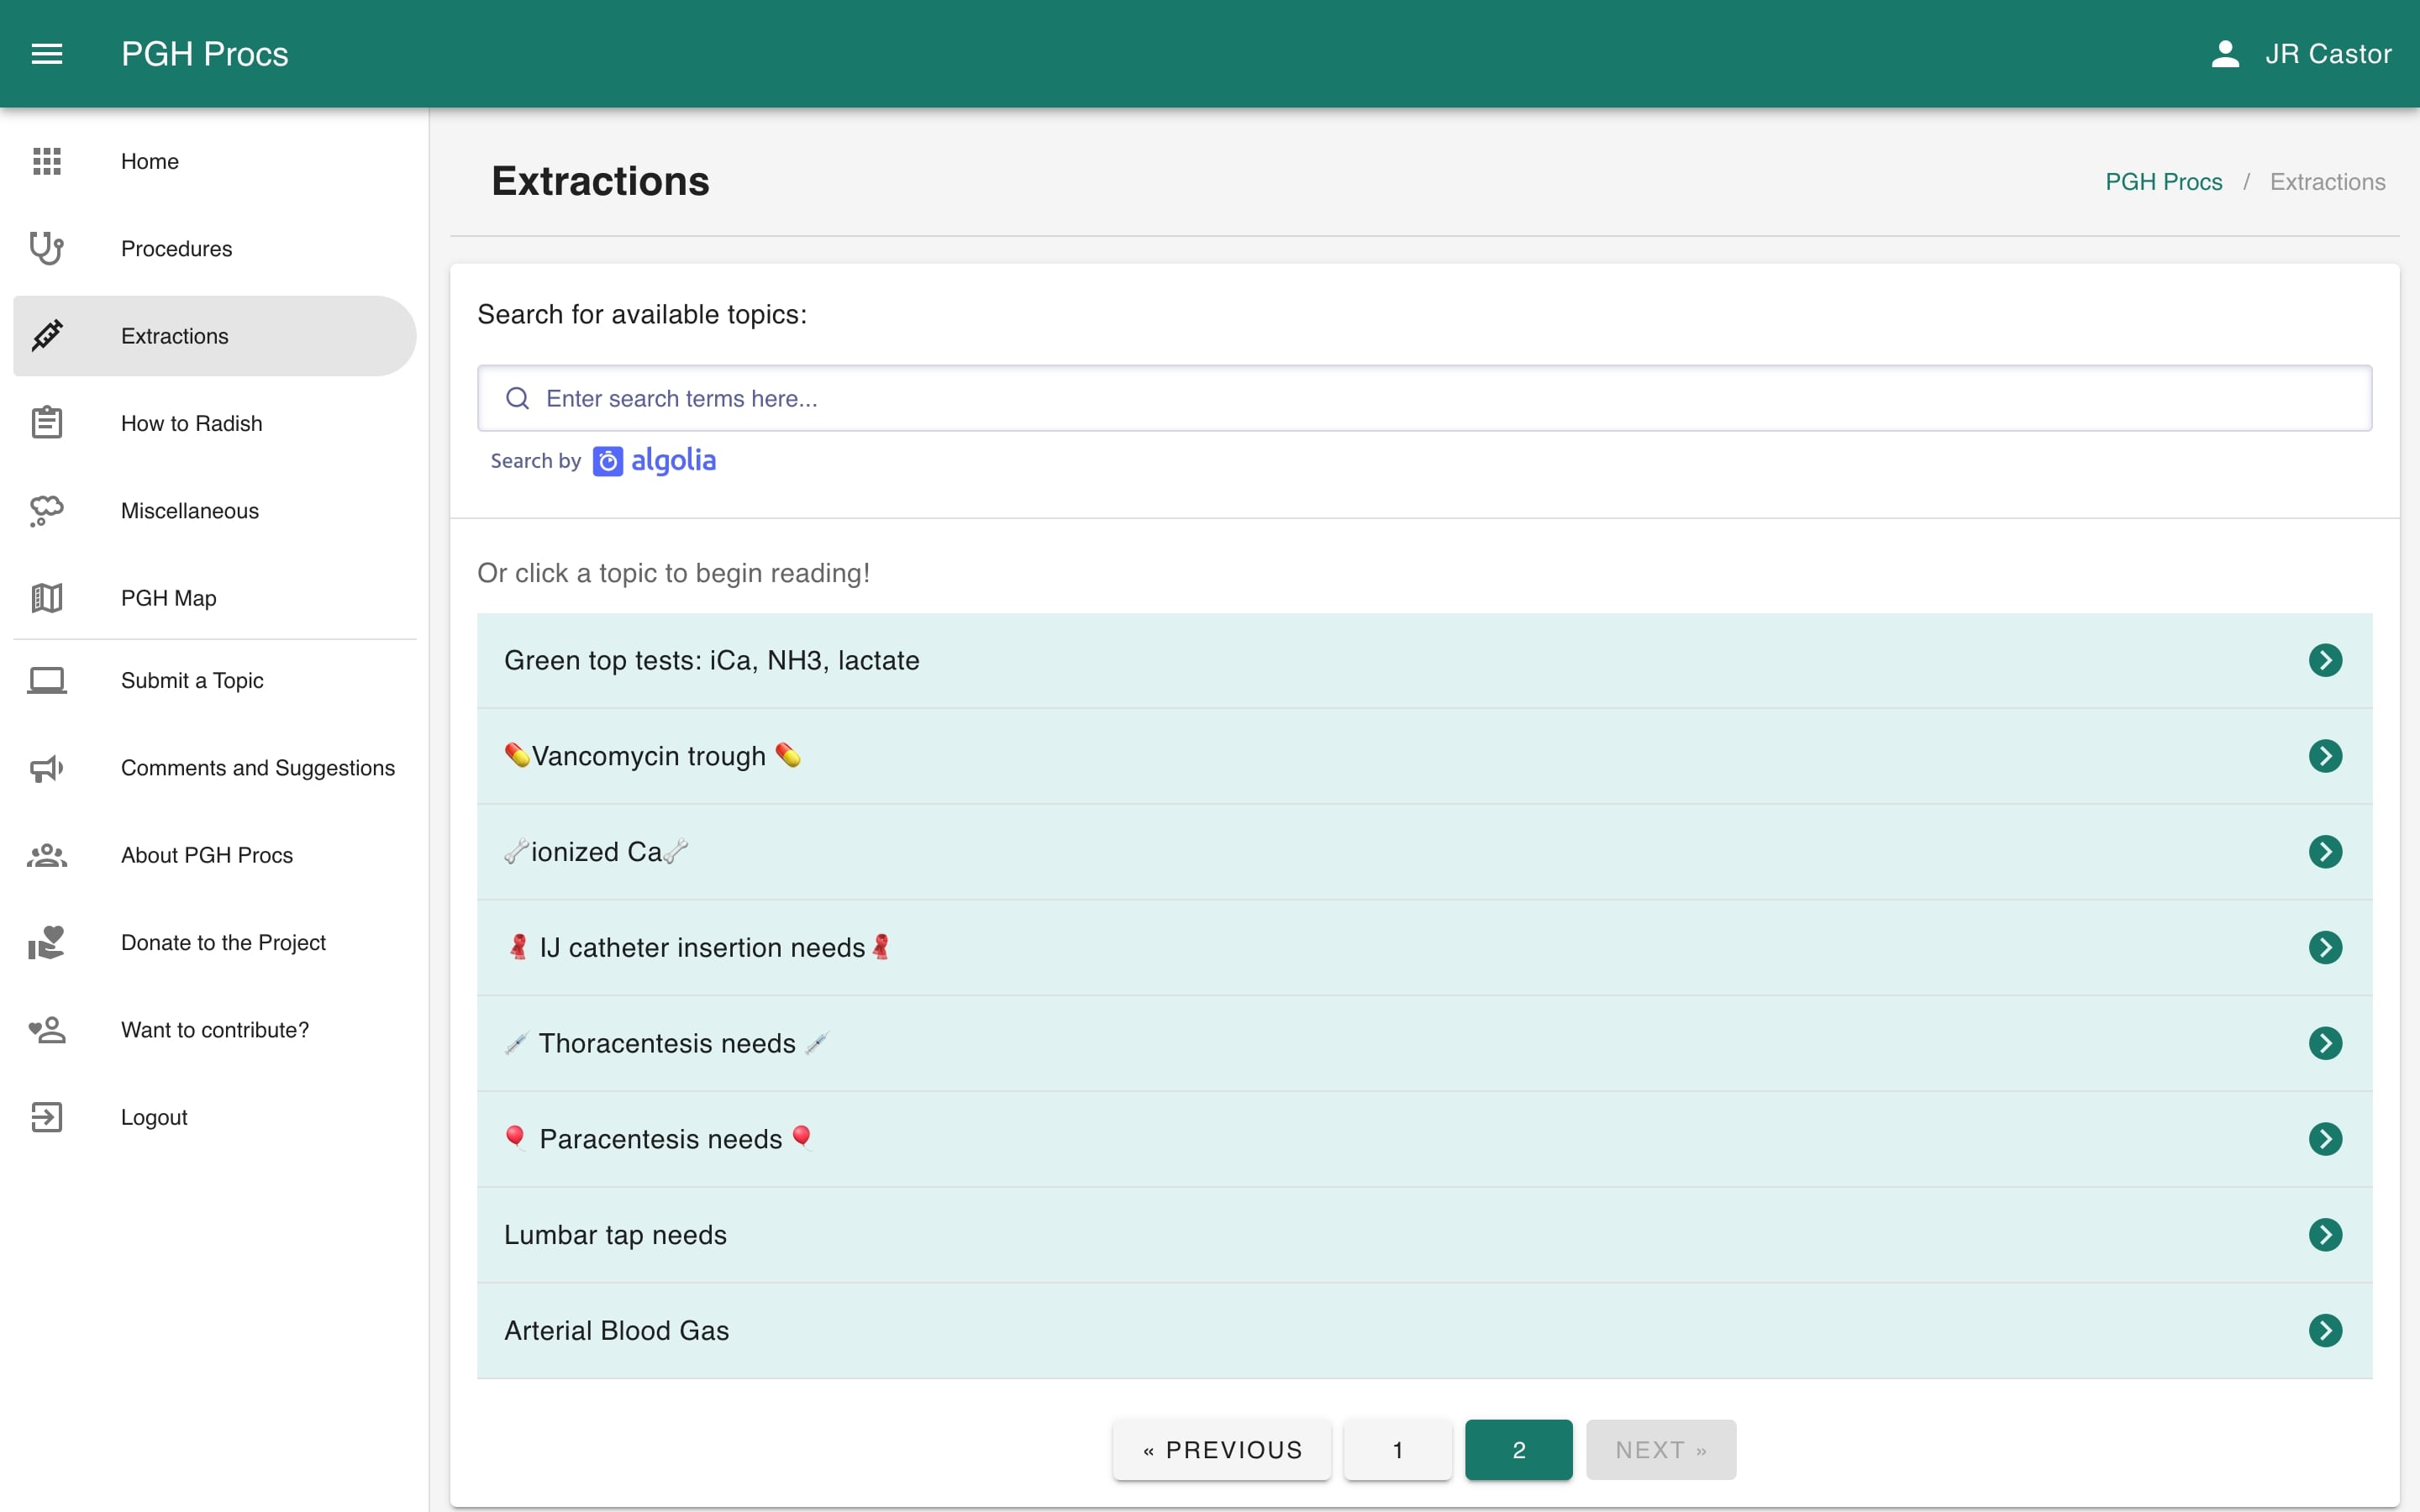 PGH Procs
JR Castor
Home
Procedures
Extractions
How to Radish
Miscellaneous
PGH Map
Submit a Topic
Comments and Suggestions
About PGH Procs
Donate to the Project
Want to contribute?
Logout
Extractions
PGH Procs / Extractions
Search for available topics:
Enter search terms here...
Search by algolia
Or click a topic to begin reading!
Green top tests: iCa, NH3, lactate
💊Vancomycin trough 💊
🦴ionized Ca🦴
🧣 IJ catheter insertion needs🧣
💉 Thoracentesis needs 💉
🎈 Paracentesis needs 🎈
Lumbar tap needs
Arterial Blood Gas
« PREVIOUS 1 2 NEXT »